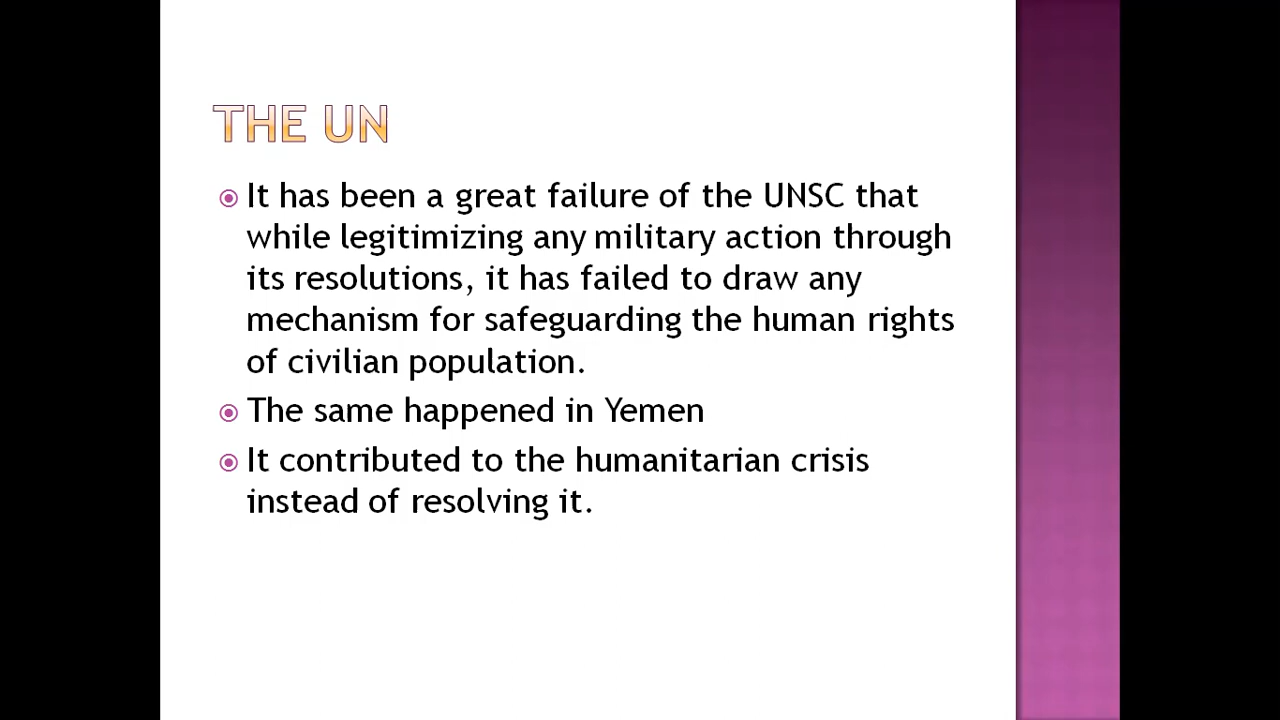 THE UN
It has been a great failure of the UNSC that
while legitimizing any military action through
its resolutions, it has failed to draw any
mechanism for safeguarding the human rights
of civilian population.
The same happened in Yemen
It contributed to the humanitarian crisis
instead of resolving it.